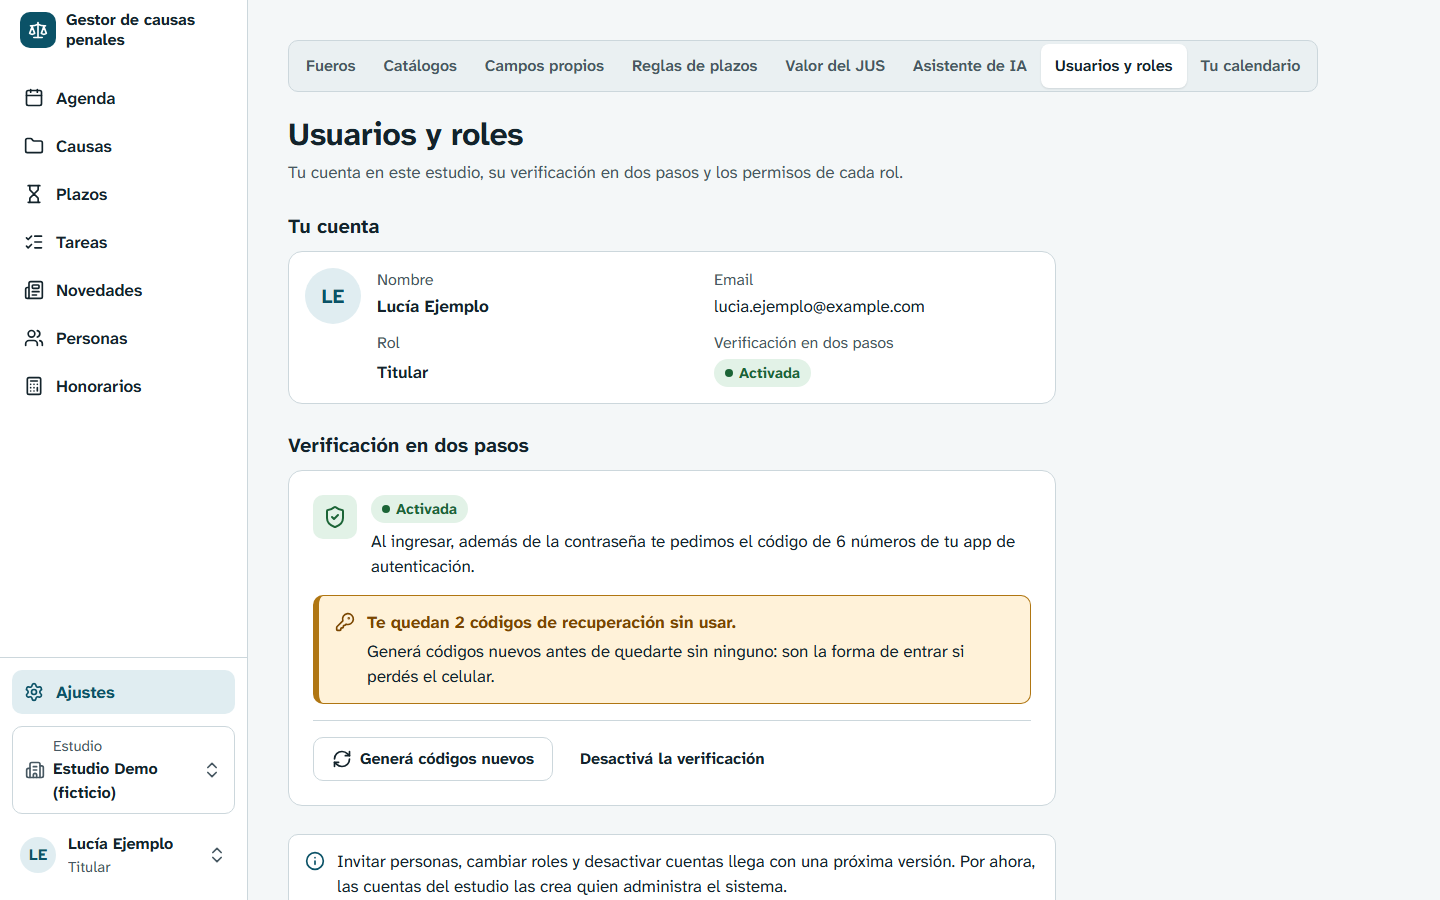 Gestor de causas
penales
Agenda
Causas
Plazos
Tareas
Novedades
Personas
Honorarios
Ajustes
Estudio
Estudio Demo
(ficticio)
LE
Lucía Ejemplo
Titular
Fueros
Catálogos
Campos propios
Reglas de plazos
Valor del JUS
Asistente de IA
Usuarios y roles
Tu calendario
Usuarios y roles
Tu cuenta en este estudio, su verificación en dos pasos y los permisos de cada rol.
Tu cuenta
LE
Nombre
Lucía Ejemplo
Email
lucia.ejemplo@example.com
Rol
Titular
Verificación en dos pasos
Activada
Verificación en dos pasos
Activada
Al ingresar, además de la contraseña te pedimos el código de 6 números de tu app de
autenticación.
Te quedan 2 códigos de recuperación sin usar.
Generá códigos nuevos antes de quedarte sin ninguno: son la forma de entrar si
perdés el celular.
Generá códigos nuevos
Desactivá la verificación
Invitar personas, cambiar roles y desactivar cuentas llega con una próxima versión. Por ahora,
las cuentas del estudio las crea quien administra el sistema.